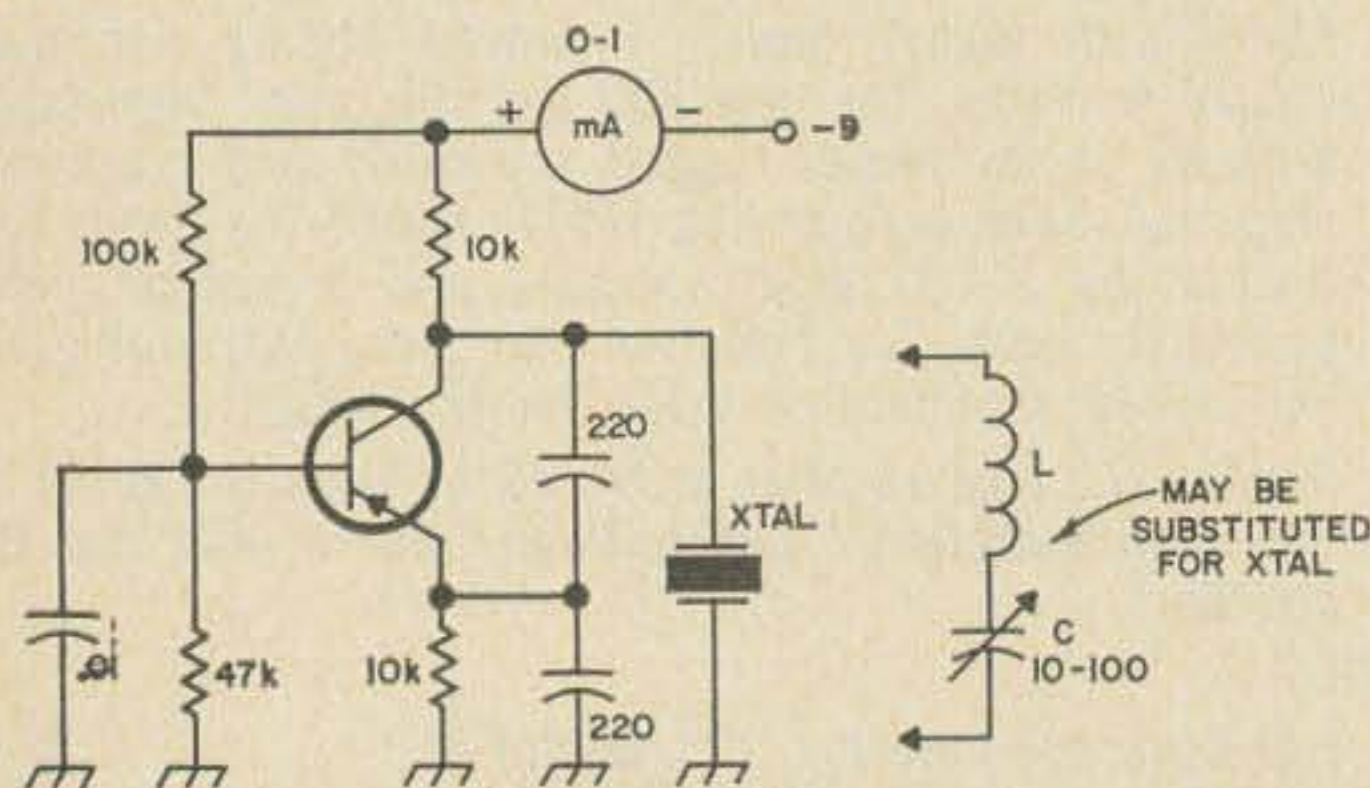 0-1
+ mA - -9
100k 10k
220
L
XTAL
MAY BE
SUBSTITUTED
FOR XTAL
C
10-100
.01
47k
10k
220